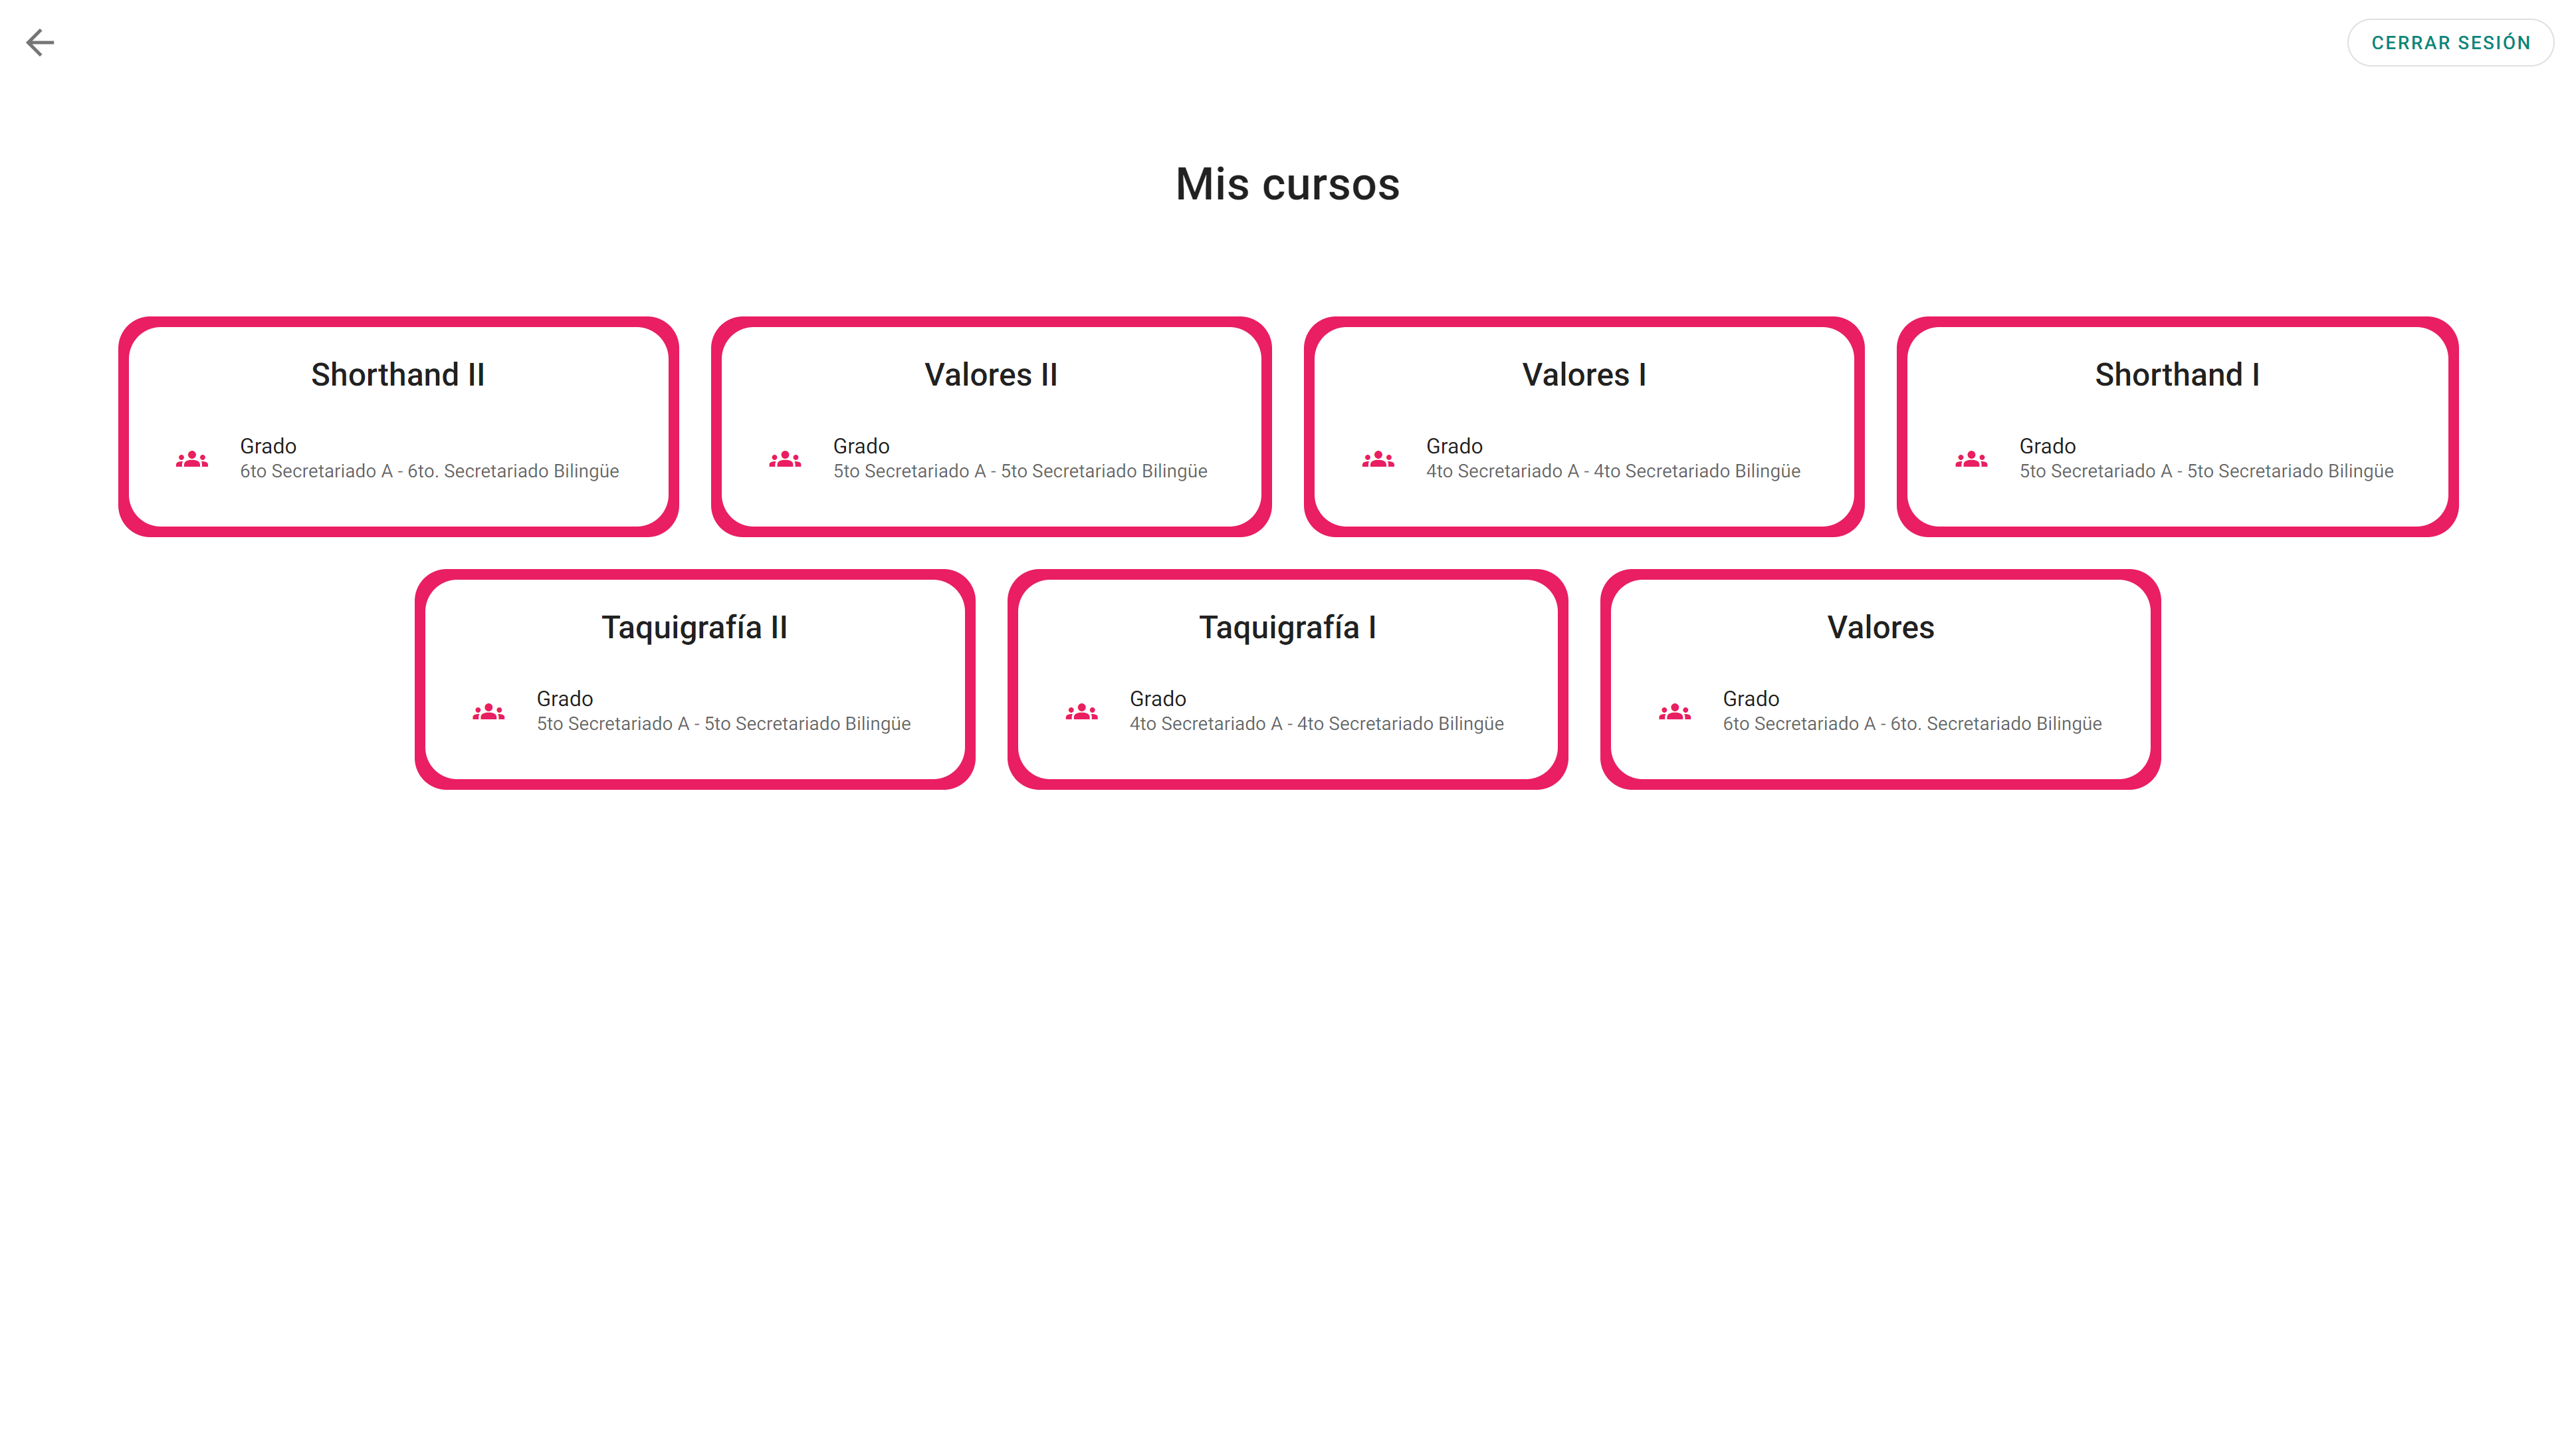 CERRAR SESIÓN
Mis cursos
Shorthand II
Grado
6to Secretariado A - 6to. Secretariado Bilingüe
Valores II
Grado
5to Secretariado A - 5to Secretariado Bilingüe
Valores I
Grado
4to Secretariado A - 4to Secretariado Bilingüe
Shorthand I
Grado
5to Secretariado A - 5to Secretariado Bilingüe
Taquigrafía II
Grado
5to Secretariado A - 5to Secretariado Bilingüe
Taquigrafía I
Grado
4to Secretariado A - 4to Secretariado Bilingüe
Valores
Grado
6to Secretariado A - 6to. Secretariado Bilingüe